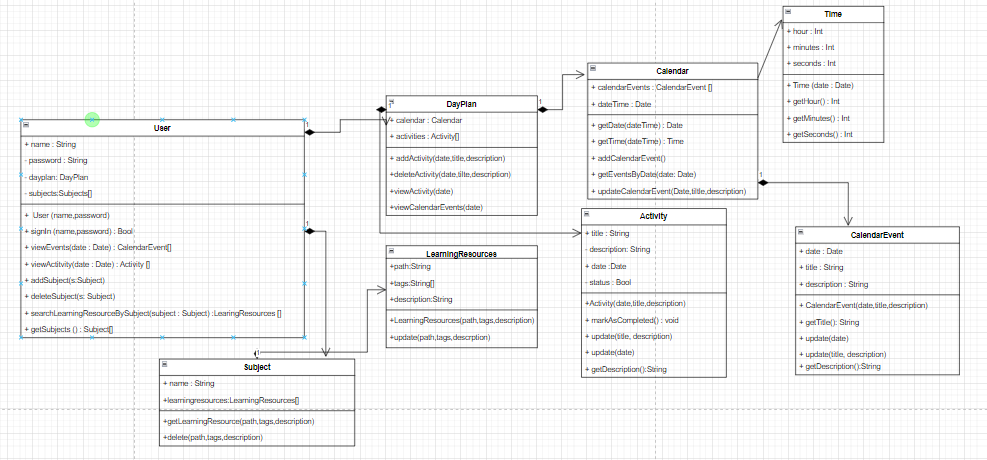 User
+ name : String
- password : String
- dayplan: DayPlan
- subjects:Subjects[]
+ User (name,password)
+ signIn (name,password) : Bool
+ viewEvents(date : Date) : CalendarEvent[]
+ viewActitvity(date : Date) : Activity []
+ addSubject(s:Subject)
+ deleteSubject(s: Subject)
+ searchLearningResourceBySubject(subject : Subject) :LearingResources []
+ getSubjects () : Subject[]
1
1
DayPlan
+ calendar : Calendar
+ activities : Activity[]
+ addActivity(date,title,description)
+deleteActivity(date,tilte,description)
+viewActivity(date)
+viewCalendarEvents(date)
1
1
Calendar
+ calendarEvents : CalendarEvent []
+ dateTime : Date
+ getDate(dateTime) : Date
+ getTime(dateTime) : Time
+ addCalendarEvent()
+ getEventsByDate(date: Date)
+ updateCalendarEvent(Date,tiltle,description)
1
Time
+ hour : Int
+ minutes : Int
+ seconds : Int
+ Time (date : Date)
+ getHour() : Int
+ getMinutes() : Int
+ getSeconds() : Int
LearningResources
+path:String
+tags:String[]
+description:String
+LearningResources(path,tags,description)
+update(path,tags,descrption)
Activity
+ title : String
- description: String
+ date :Date
- status : Bool
+Activity(date,title,description)
+ markAsCompleted() : void
+ update(title, description)
+ update(date)
+ getDescription():String
CalendarEvent
+ date : Date
+ title : String
+ description : String
+ CalendarEvent(date,title,description)
+ getTitle(): String
+ update(date)
+ update(title, description)
+ getDescription():String
1
Subject
+ name : String
+learningresources:LearningResources[]
+getLearningResource(path,tags,description)
+delete(path,tags,description)